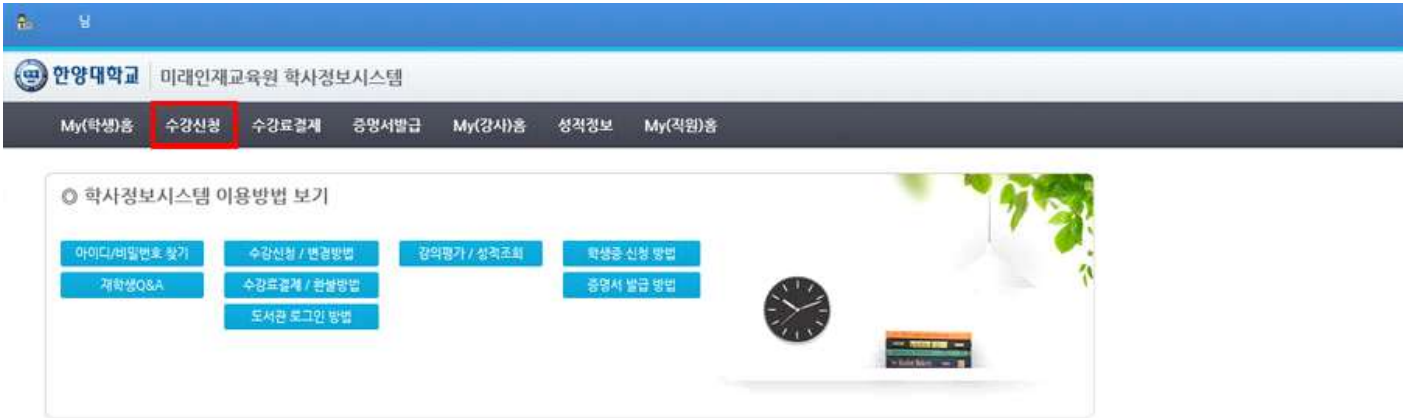 님
한양대학교 미래인재교육원 학사정보시스템
My(학생)홈 수강신청 수강료결제 증명서발급 My(강사)홈 성적정보 My(직원)홈
◎ 학사정보시스템 이용방법 보기
아이디/비밀번호 찾기 수강신청 / 변경방법 강의평가 / 성적조회 학생증 신청 방법
재학생Q&A 수강료결제 / 환불방법 증명서 발급 방법
도서관 로그인 방법